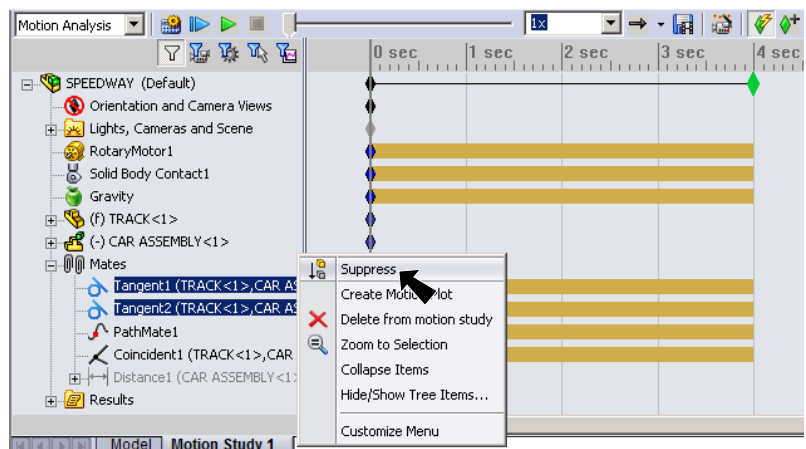 Motion Analysis 1x
0 sec 1 sec 2 sec 3 sec 4 sec
SPEEDWAY (Default)
Orientation and Camera Views
Lights, Cameras and Scene
RotaryMotor1
Solid Body Contact1
Gravity
(f) TRACK<1>
(-) CAR ASSEMBLY<1>
Mates
Tangent1 (TRACK<1>,CAR
Tangent2 (TRACK<1>,CAR
PathMate1
Coincident1 (TRACK<1>,CAR
Distance1 (CAR ASSEMBLY<1>
Results
Suppress
Create Motion Plot
Delete from motion study
Zoom to Selection
Collapse Items
Hide/Show Tree Items...
Customize Menu
Model Motion Study 1